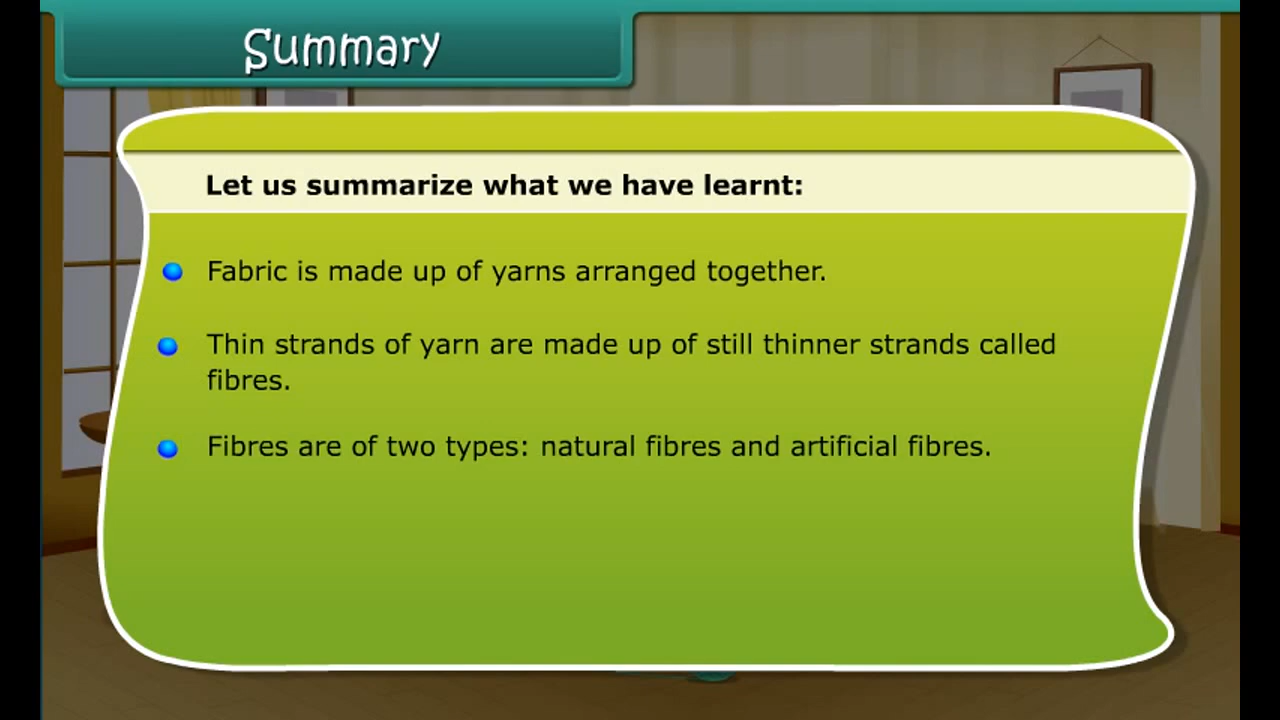 Summary
Let us summarize what we have learnt:
Fabric is made up of yarns arranged together.
Thin strands of yarn are made up of still thinner strands called
fibres.
Fibres are of two types: natural fibres and artificial fibres.